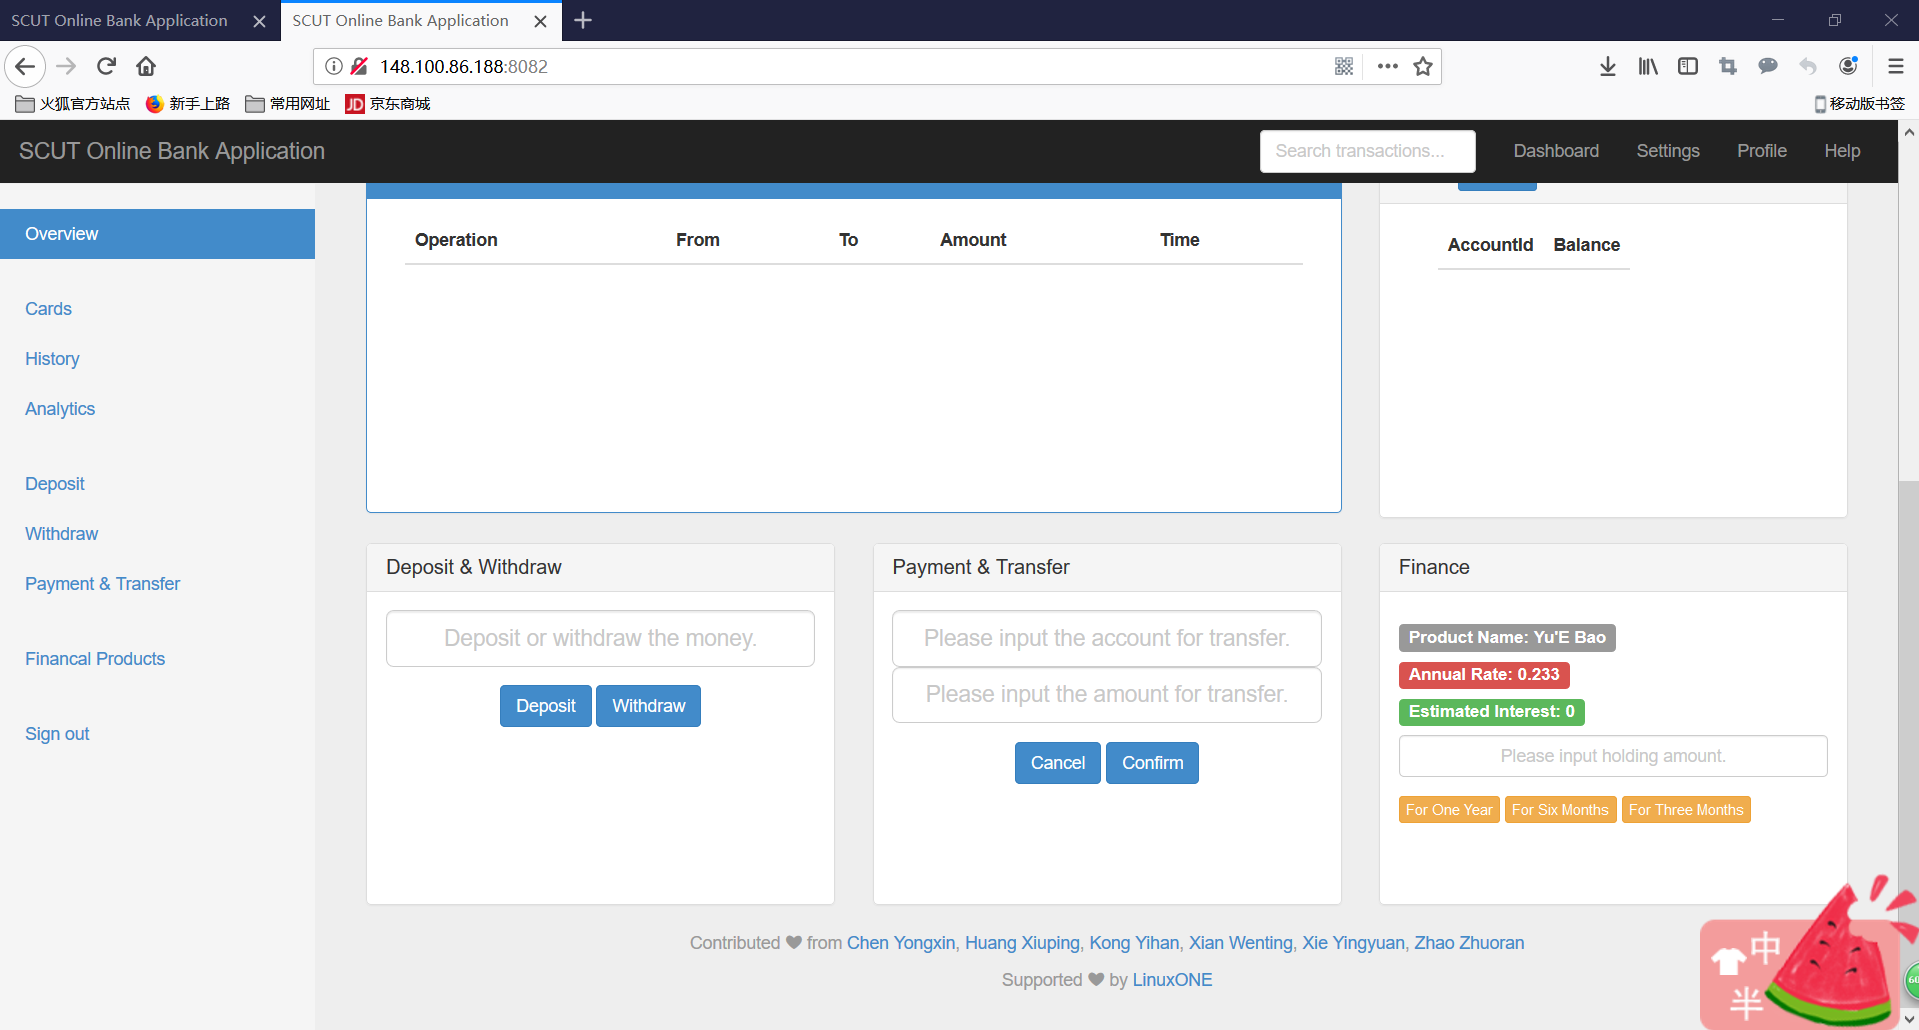 SCUT Online Bank Application
SCUT Online Bank Application
148.100.86.188:8082
火狐官方站点 新手上路 常用网址 JD 京东商城 移动版书签
SCUT Online Bank Application Search transactions... Dashboard Settings Profile Help
Overview
Cards
History
Analytics
Deposit
Withdraw
Payment & Transfer
Financal Products
Sign out
Operation From To Amount Time
AccountId Balance
Deposit & Withdraw
Deposit or withdraw the money.
Deposit Withdraw
Payment & Transfer
Please input the account for transfer.
Please input the amount for transfer.
Cancel Confirm
Finance
Product Name: Yu'E Bao
Annual Rate: 0.233
Estimated Interest: 0
Please input holding amount.
For One Year For Six Months For Three Months
Contributed from Chen Yongxin, Huang Xiuping, Kong Yihan, Xian Wenting, Xie Yingyuan, Zhao Zhuoran
Supported by LinuxONE
中
半